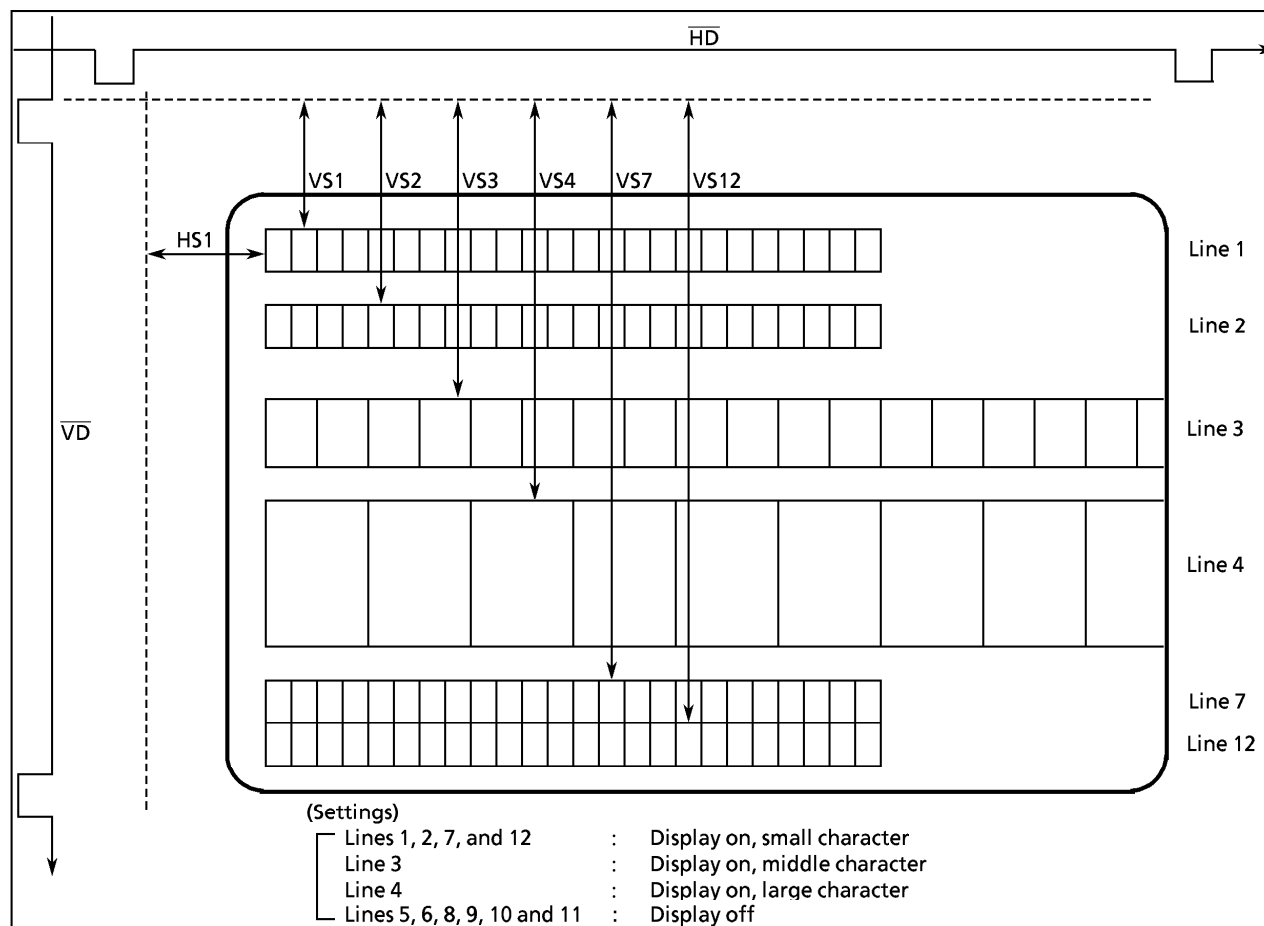 HD
VS1 VS2 VS3 VS4 VS7 VS12
HS1
Line 1
Line 2
Line 3
VD
Line 4
Line 7
Line 12
(Settings)
Lines 1, 2, 7, and 12 : Display on, small character
Line 3 : Display on, middle character
Line 4 : Display on, large character
Lines 5, 6, 8, 9, 10 and 11 : Display off